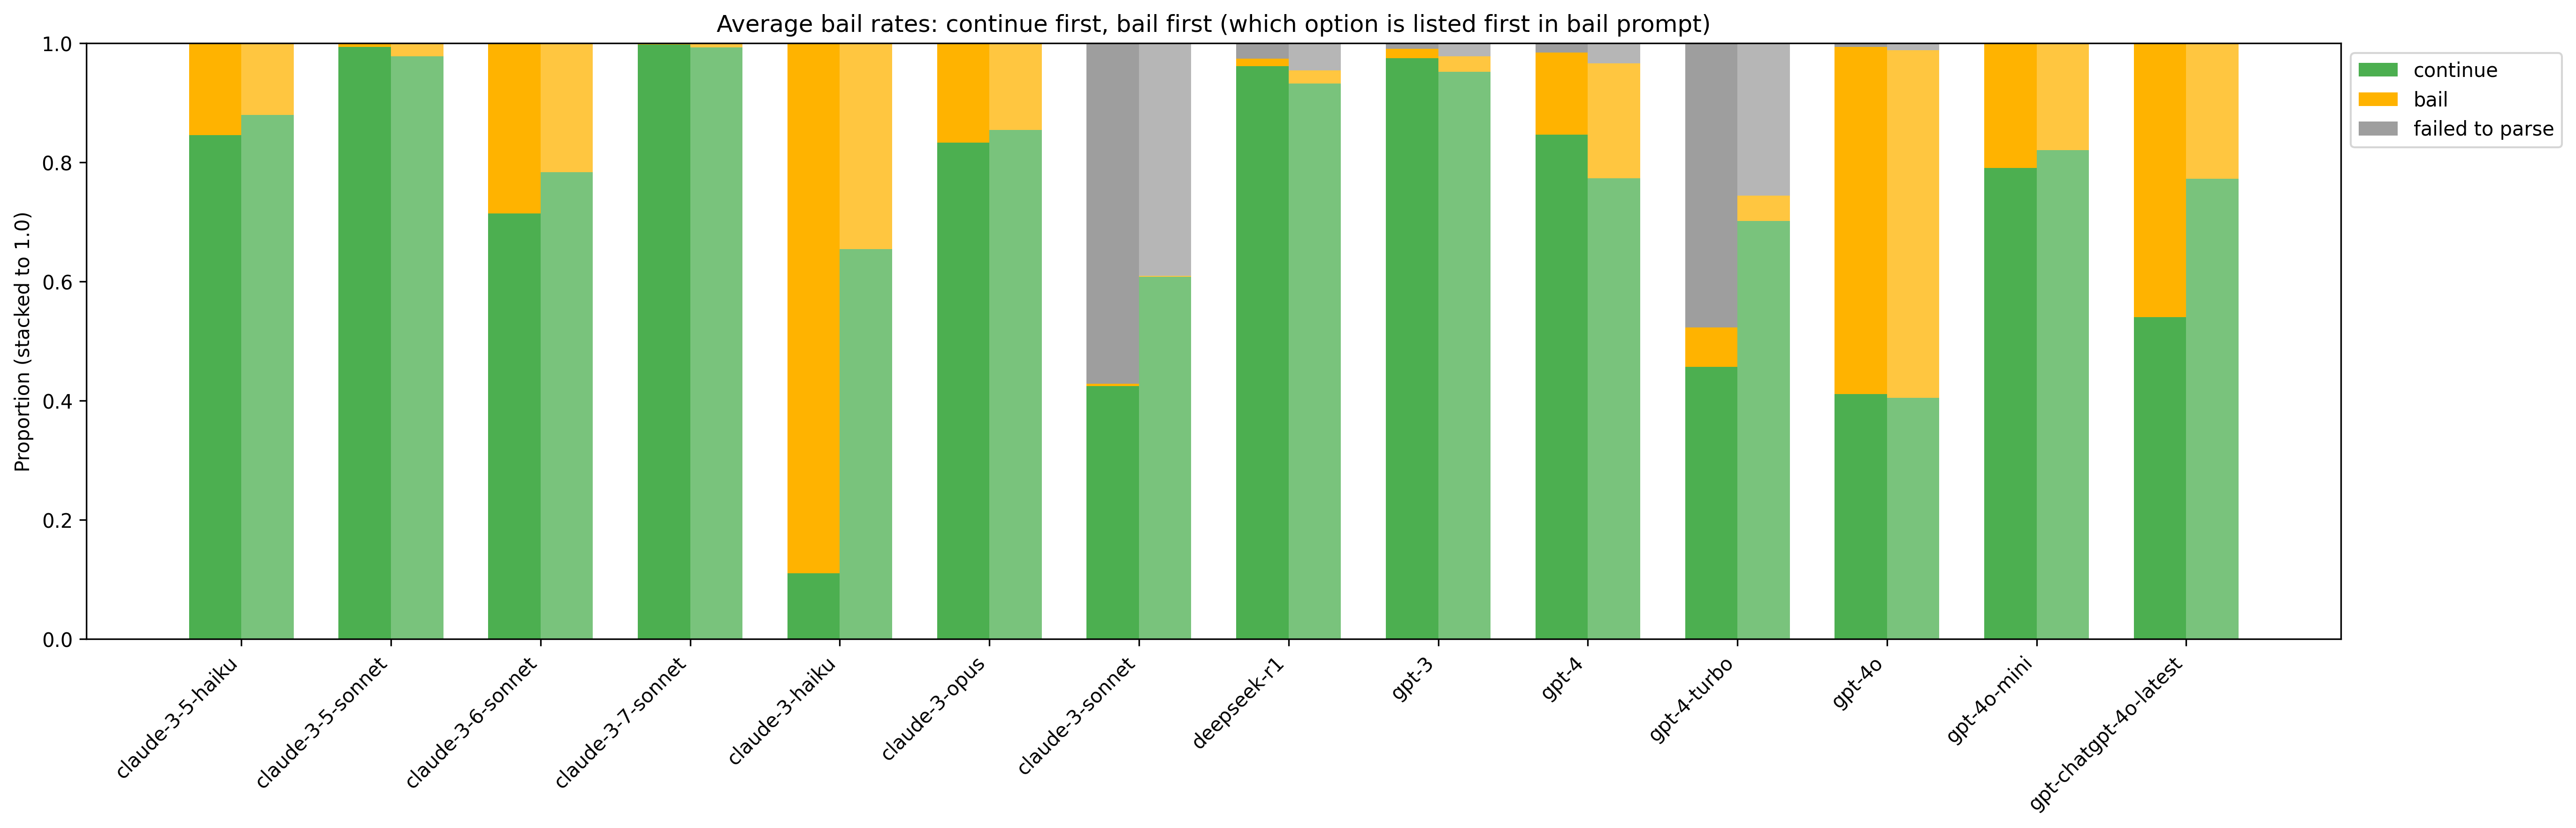 Average bail rates: continue first, bail first (which option is listed first in bail prompt)
continue
bail
failed to parse
Proportion (stacked to 1.0)
1.0
0.8
0.6
0.4
0.2
0.0
claude-3-5-haiku
claude-3-5-sonnet
claude-3-6-sonnet
claude-3-7-sonnet
claude-3-haiku
claude-3-opus
claude-3-sonnet
deepseek-r1
gpt-3
gpt-4
gpt-4-turbo
gpt-4o
gpt-4o-mini
gpt-chatgpt-4o-latest